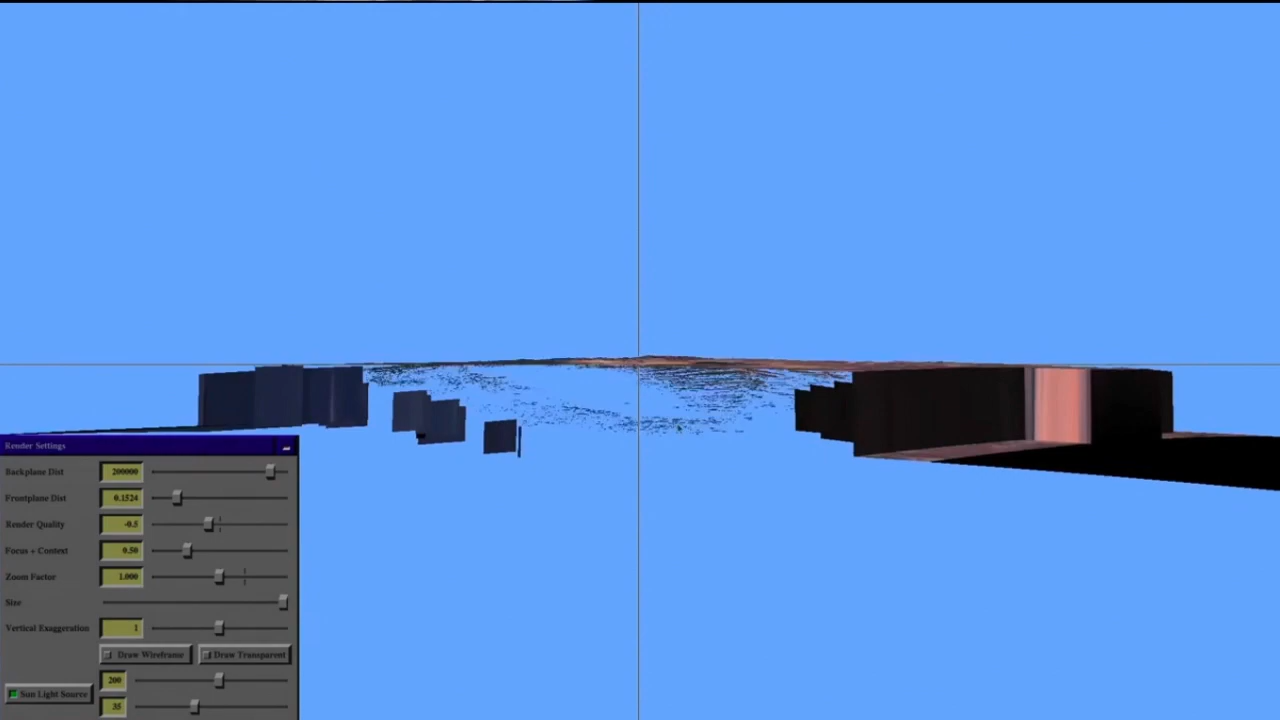 Render Settings
Backplane Dist 200000
Frontplane Dist 0.1524
Render Quality -0.5
Focus + Context 0.50
Zoom Factor 1.000
Size
Vertical Exaggeration 1
Draw Wireframe Draw Transparent
200
Sun Light Source
35